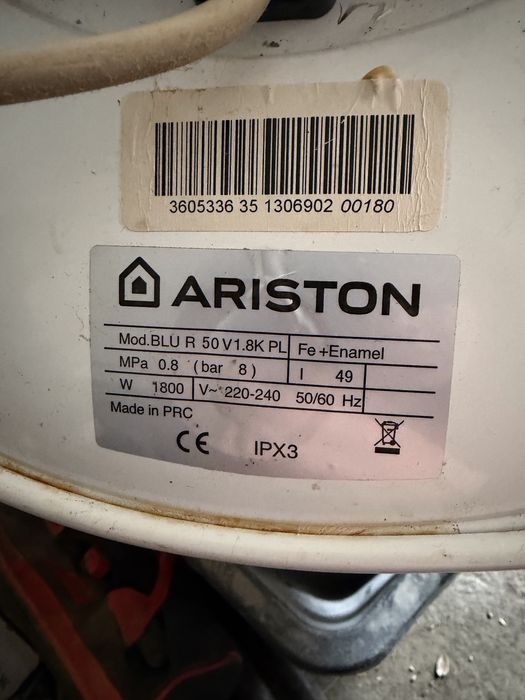 3605336 35 1306902 00180
ARISTON
Mod.BLU R 50 V1.8K PL Fe+Enamel
MPa 0.8 (bar 8) l 49
W 1800 V~ 220-240 50/60 Hz
Made in PRC
CE IPX3